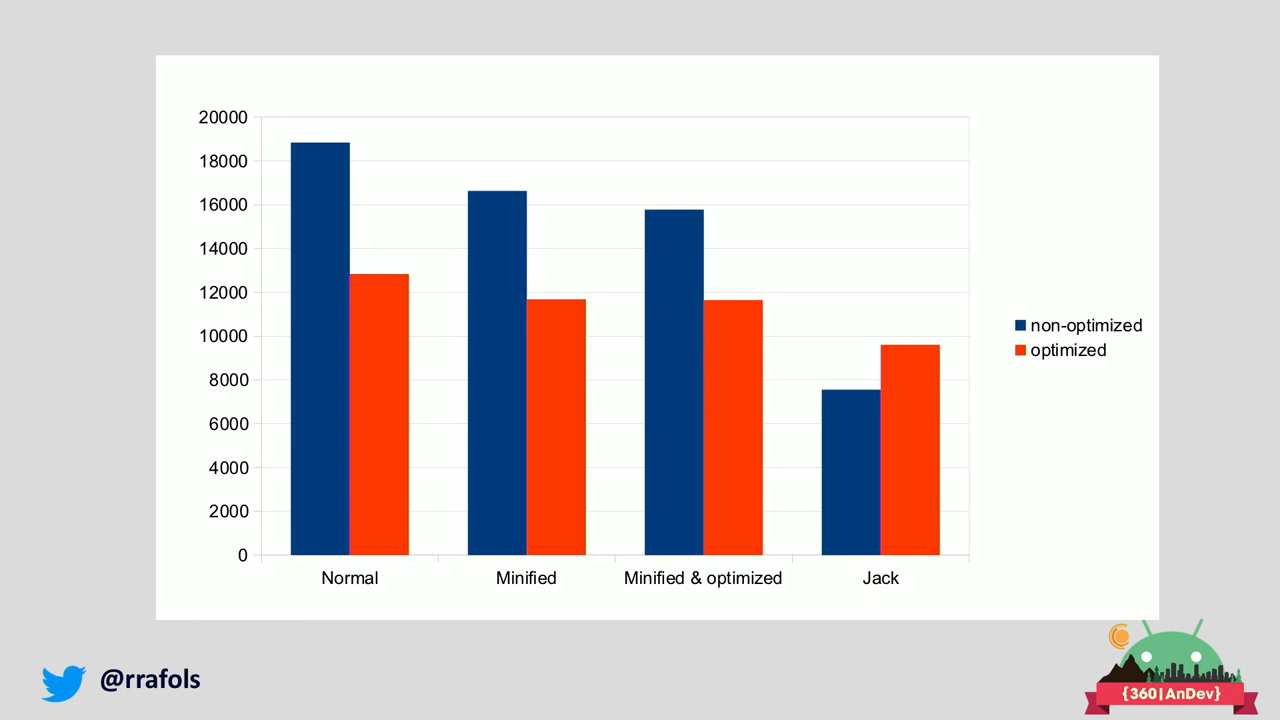 20000
18000
16000
14000
12000
10000
8000
6000
4000
2000
0
Normal
Minified
Minified & optimized
Jack
non-optimized
optimized
@rrafols
{360|AnDev}